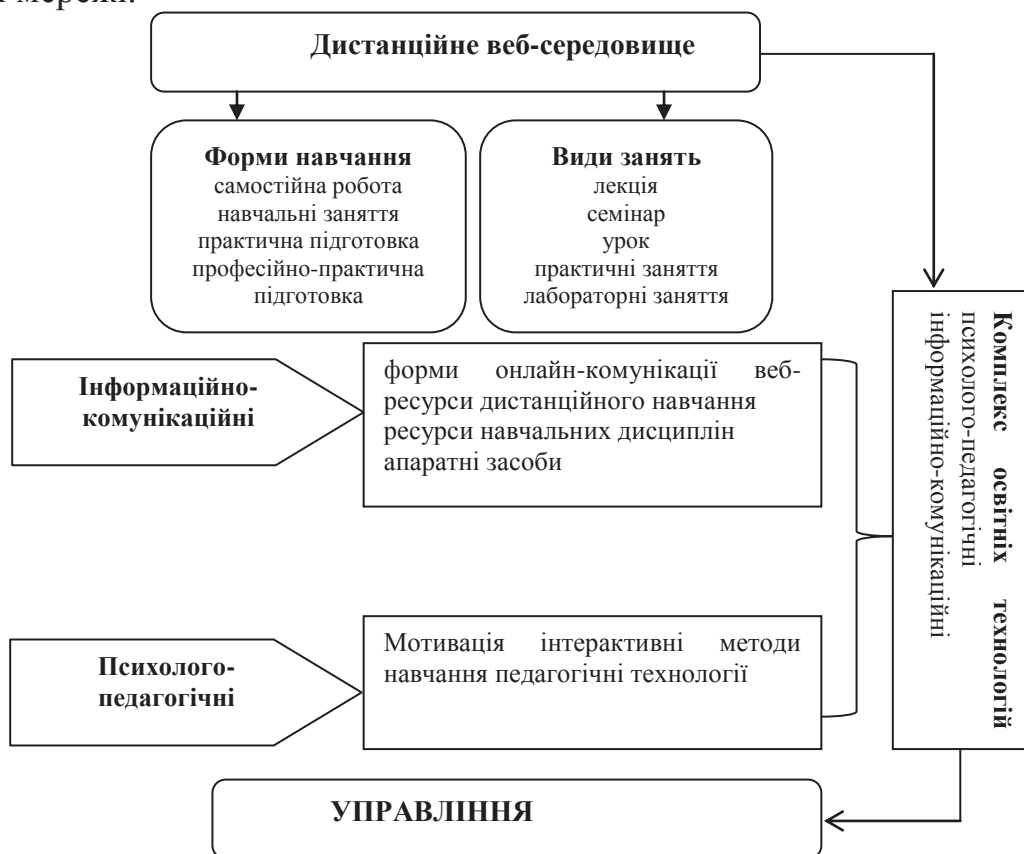 мережі.
Дистанційне веб-середовище
Форми навчання
самостійна робота
навчальні заняття
практична підготовка
професійно-практична
підготовка
Види занять
лекція
семінар
урок
практичні заняття
лабораторні заняття
Інформаційно-
комунікаційні
форми онлайн-комунікації веб-
ресурси дистанційного навчання
ресурси навчальних дисциплін
апаратні засоби
Комплекс освітніх технологій
психолого-педагогічні
інформаційно-комунікаційні
Психолого-
педагогічні
Мотивація інтерактивні методи
навчання педагогічні технології
УПРАВЛІННЯ